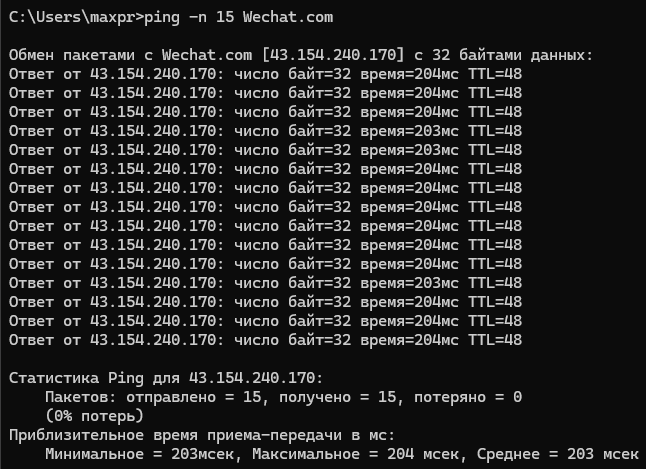 C:\Users\maxpr>ping -n 15 Wechat.com
Обмен пакетами с Wechat.com [43.154.240.170] с 32 байтами данных:
Ответ от 43.154.240.170: число байт=32 время=204мс TTL=48
Ответ от 43.154.240.170: число байт=32 время=204мс TTL=48
Ответ от 43.154.240.170: число байт=32 время=204мс TTL=48
Ответ от 43.154.240.170: число байт=32 время=203мс TTL=48
Ответ от 43.154.240.170: число байт=32 время=203мс TTL=48
Ответ от 43.154.240.170: число байт=32 время=204мс TTL=48
Ответ от 43.154.240.170: число байт=32 время=204мс TTL=48
Ответ от 43.154.240.170: число байт=32 время=204мс TTL=48
Ответ от 43.154.240.170: число байт=32 время=204мс TTL=48
Ответ от 43.154.240.170: число байт=32 время=204мс TTL=48
Ответ от 43.154.240.170: число байт=32 время=204мс TTL=48
Ответ от 43.154.240.170: число байт=32 время=203мс TTL=48
Ответ от 43.154.240.170: число байт=32 время=204мс TTL=48
Ответ от 43.154.240.170: число байт=32 время=204мс TTL=48
Ответ от 43.154.240.170: число байт=32 время=204мс TTL=48
Статистика Ping для 43.154.240.170:
Пакетов: отправлено = 15, получено = 15, потеряно = 0
(0% потерь)
Приблизительное время приема-передачи в мс:
Минимальное = 203мсек, Максимальное = 204 мсек, Среднее = 203 мсек